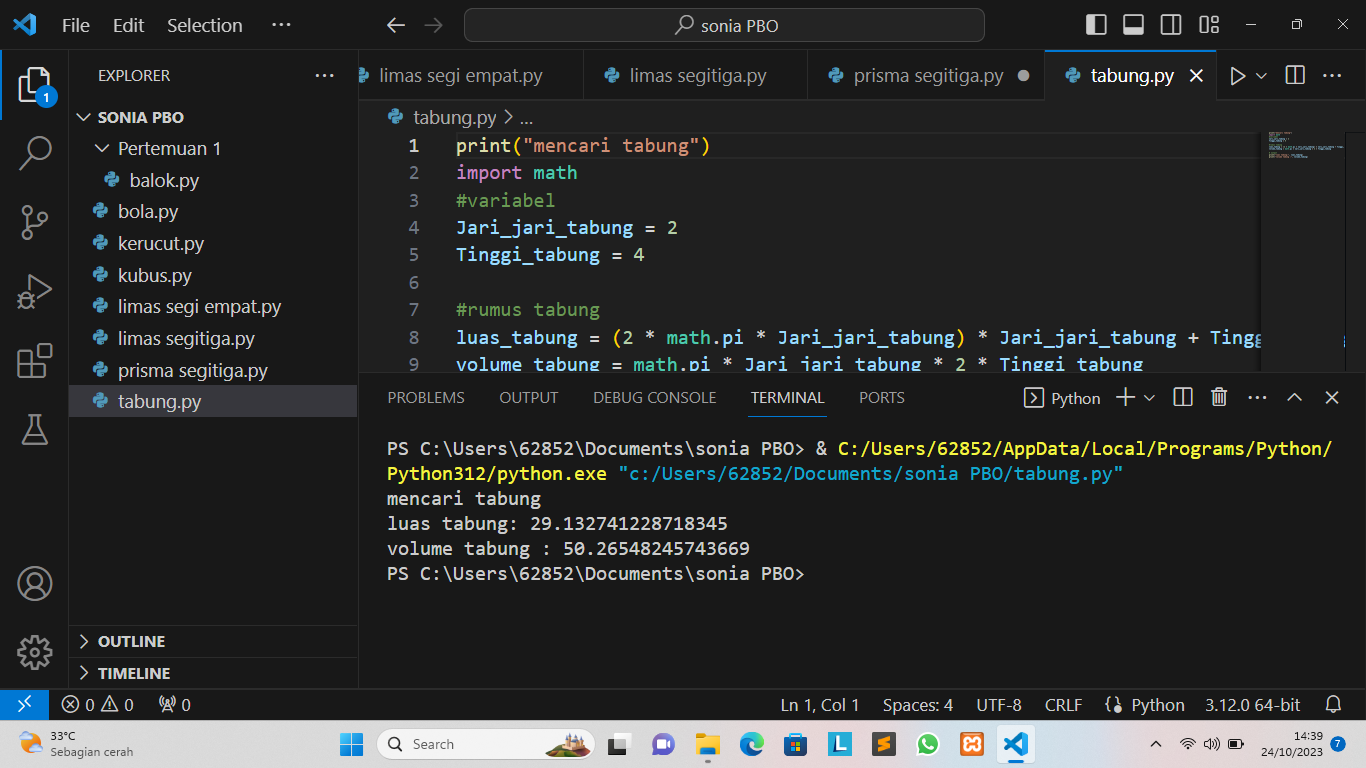 File Edit Selection ···
sonia PBO
EXPLORER ···
SONIA PBO
Pertemuan 1
balok.py
bola.py
kerucut.py
kubus.py
limas segi empat.py
limas segitiga.py
prisma segitiga.py
tabung.py
OUTLINE
TIMELINE
1
limas segi empat.py limas segitiga.py prisma segitiga.py tabung.py
tabung.py > ...
1 print("mencari tabung")
2 import math
3 #variabel
4 Jari_jari_tabung = 2
5 Tinggi_tabung = 4
6
7 #rumus tabung
8 luas_tabung = (2 * math.pi * Jari_jari_tabung) * Jari_jari_tabung + Tingg
9 volume_tabung = math.pi * Jari_jari_tabung * 2 * Tinggi_tabung
PROBLEMS OUTPUT DEBUG CONSOLE TERMINAL PORTS
Python
PS C:\Users\62852\Documents\sonia PBO> & C:/Users/62852/AppData/Local/Programs/Python/
Python312/python.exe "c:/Users/62852/Documents/sonia PBO/tabung.py"
mencari tabung
luas tabung: 29.132741228718345
volume tabung : 50.26548245743669
PS C:\Users\62852\Documents\sonia PBO>
0 0 0 Ln 1, Col 1 Spaces: 4 UTF-8 CRLF Python 3.12.0 64-bit
33°C
Sebagian cerah
Search
L
S
14:39
24/10/2023
7